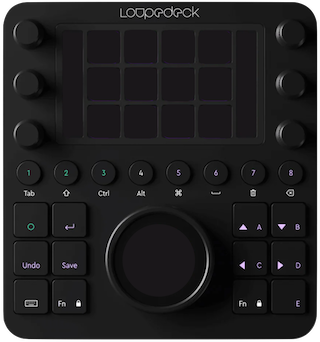 Loupedeck
1 2 3 4 5 6 7 8
Tab Ctrl Alt ⌘
A B
Undo Save C D
Fn Fn E